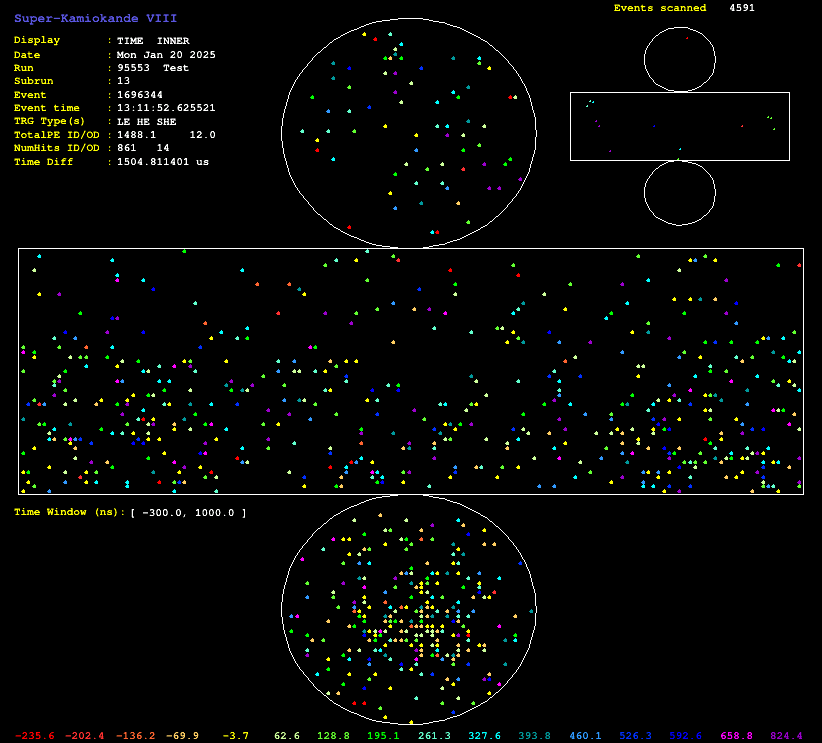 Super-Kamiokande VIII
Events scanned 4591
Display : TIME INNER
Date : Mon Jan 20 2025
Run : 95553 Test
Subrun : 13
Event : 1696344
Event time : 13:11:52.625521
TRG Type(s) : LE HE SHE
TotalPE ID/OD : 1488.1 12.0
NumHits ID/OD : 861 14
Time Diff : 1504.811401 us
Time Window (ns): [ -300.0, 1000.0 ]
-235.6 -202.4 -136.2 -69.9 -3.7 62.6 128.8 195.1 261.3 327.6 393.8 460.1 526.3 592.6 658.8 824.4